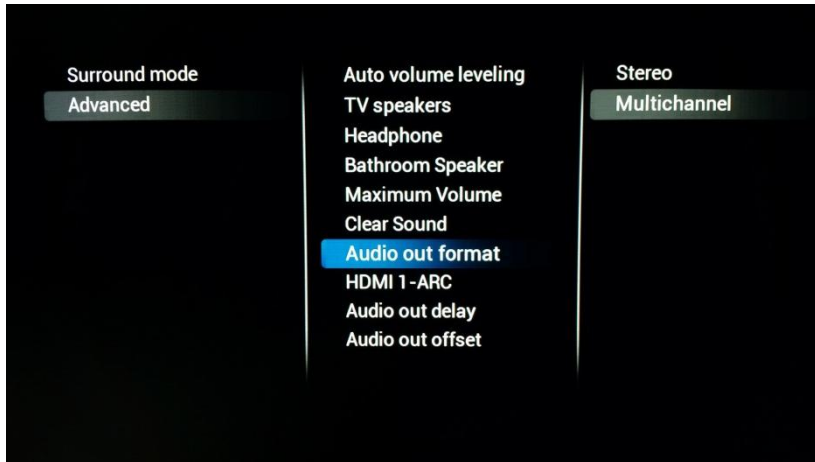 Surround mode
Advanced
Auto volume leveling
TV speakers
Headphone
Bathroom Speaker
Maximum Volume
Clear Sound
Audio out format
HDMI 1-ARC
Audio out delay
Audio out offset
Stereo
Multichannel